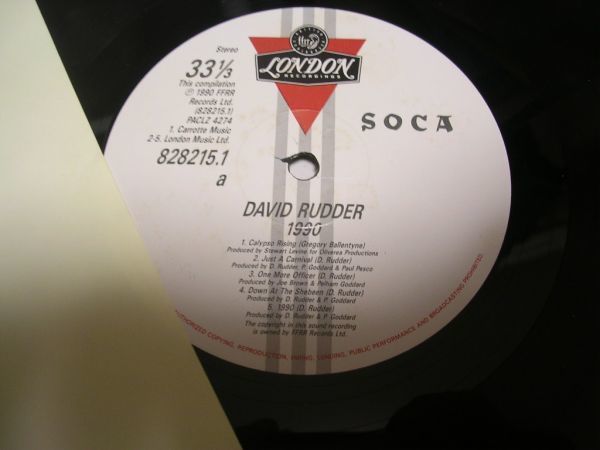 Stereo
33⅓
This compilation
℗ 1990 FFRR
Records Ltd.
(828215.1)
PACL2 4274
1. Carrotte Music
2-5. London Music Ltd.
828215.1
a
LONDON
RECORDINGS
SOCA
DAVID RUDDER
1990
1. Calypso Rising (Gregory Ballentyne)
Produced by Stewart Levine for Oliverea Productions
2. Just A Carnival (D. Rudder)
Produced by D. Rudder, P. Goddard & Paul Pesco
3. One More Officer (D. Rudder)
Produced by Joe Brown & Pelham Goddard
4. Down At The Shebeen (D. Rudder)
Produced by D. Rudder & P. Goddard
5. 1990 (D. Rudder)
Produced by D. Rudder & P. Goddard
The copyright in this sound recording
is owned by FFRR Records Ltd.
COPYING, REPRODUCTION, HIRING, LENDING, PUBLIC PERFORMANCE AND BROADCASTING PROHIBITED